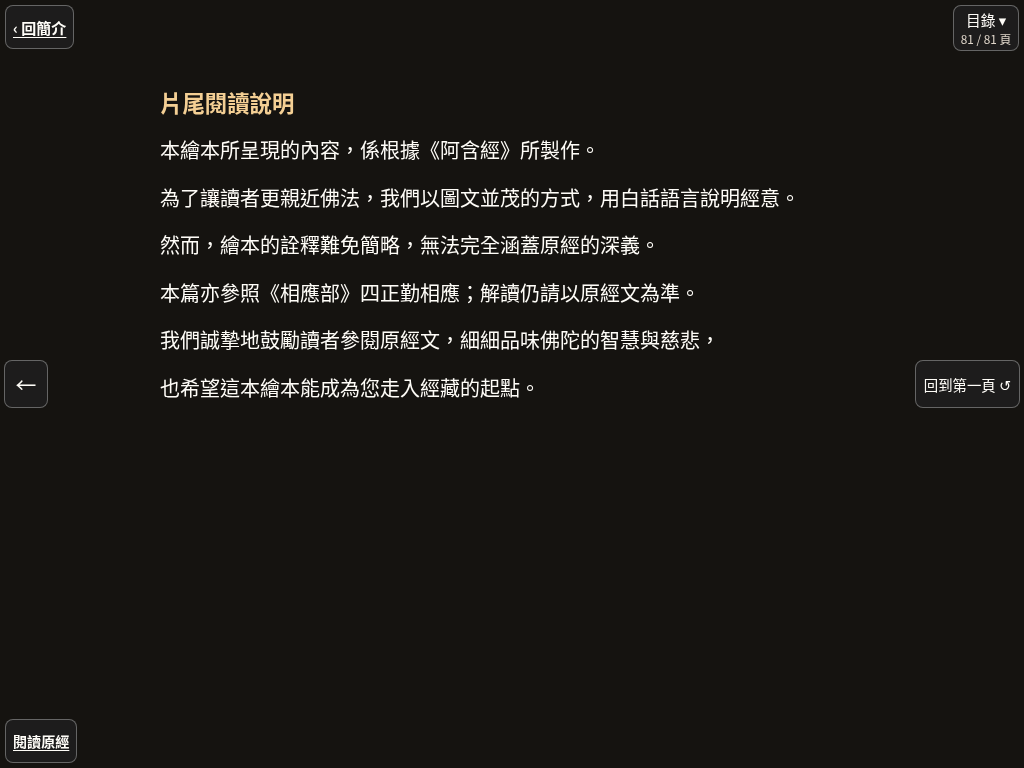 ‹ 回簡介
目錄 ▾
81 / 81 頁
片尾閱讀說明
本繪本所呈現的內容，係根據《阿含經》所製作。
為了讓讀者更親近佛法，我們以圖文並茂的方式，用白話語言說明經意。
然而，繪本的詮釋難免簡略，無法完全涵蓋原經的深義。
本篇亦參照《相應部》四正勤相應；解讀仍請以原經文為準。
我們誠摯地鼓勵讀者參閱原經文，細細品味佛陀的智慧與慈悲，
也希望這本繪本能成為您走入經藏的起點。
←
回到第一頁 ↺
閱讀原經